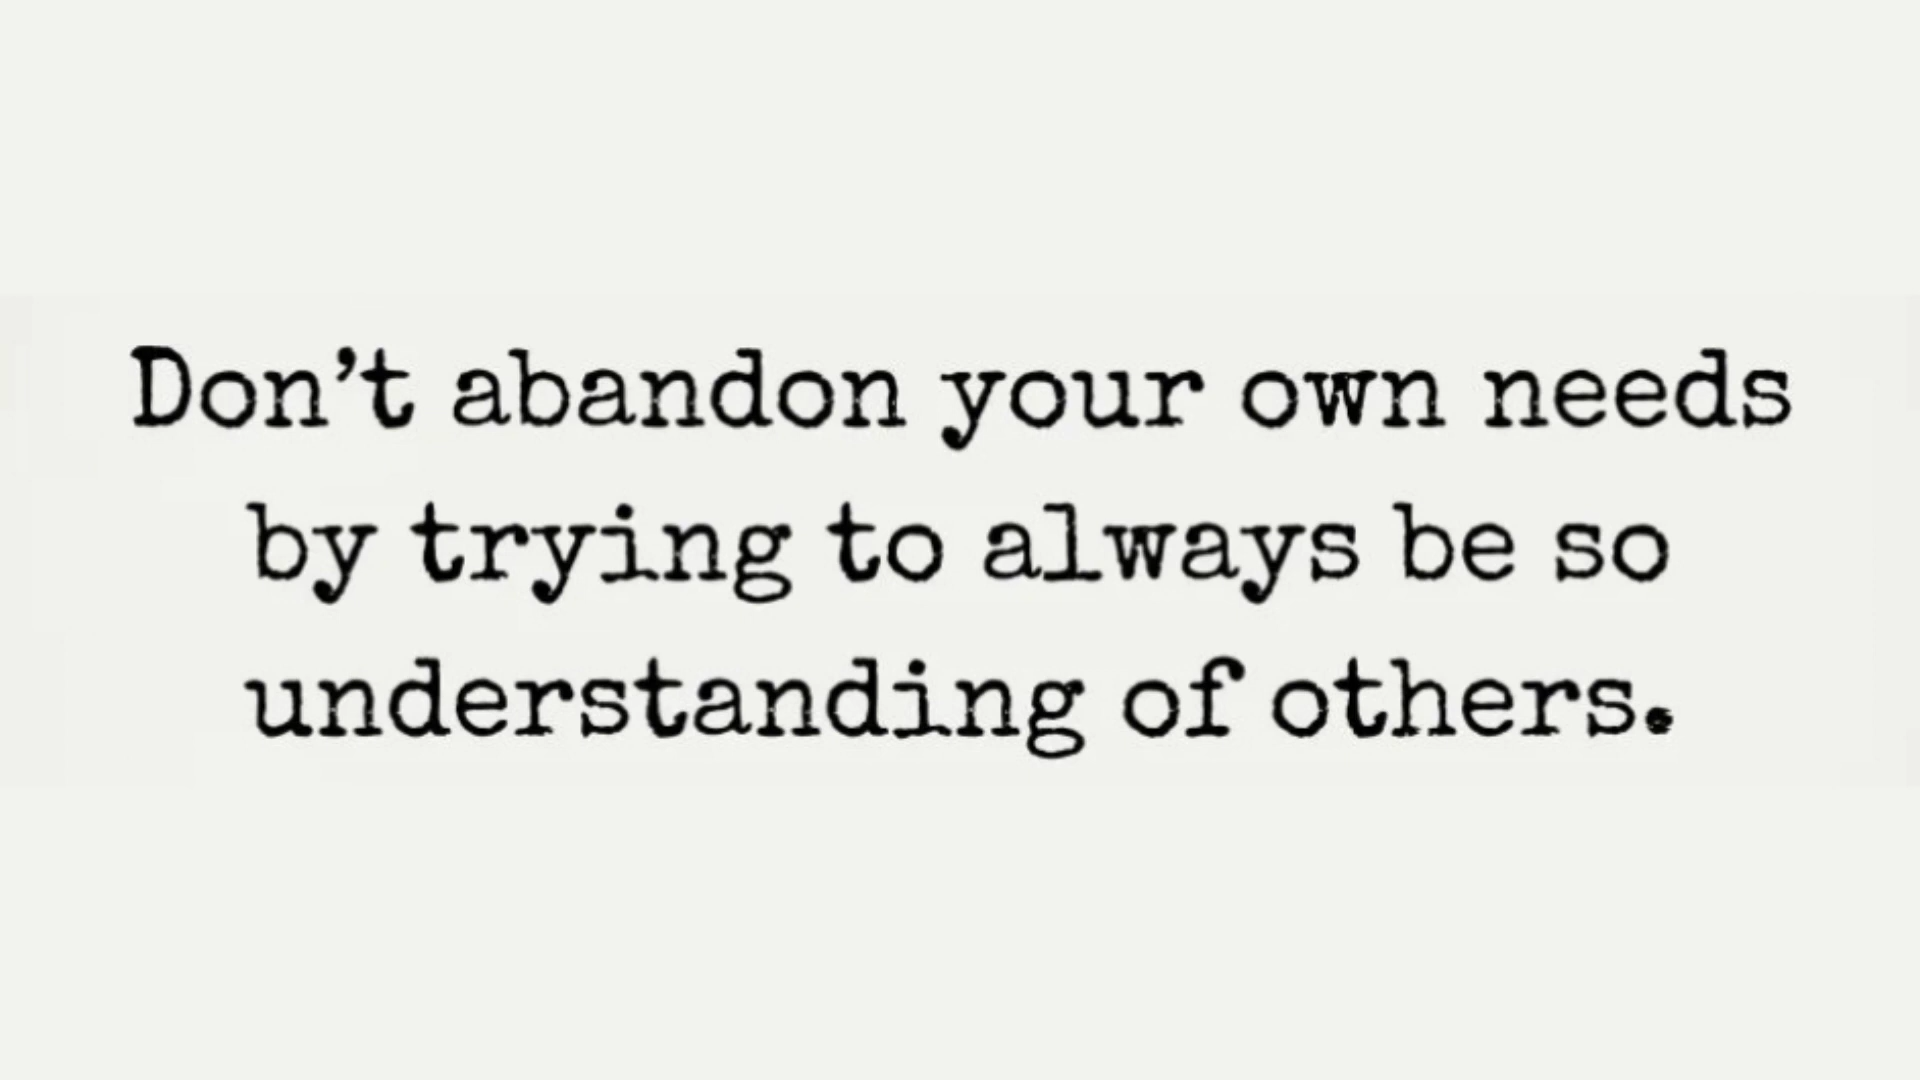 Don’t abandon your own needs
by trying to always be so
understanding of others.